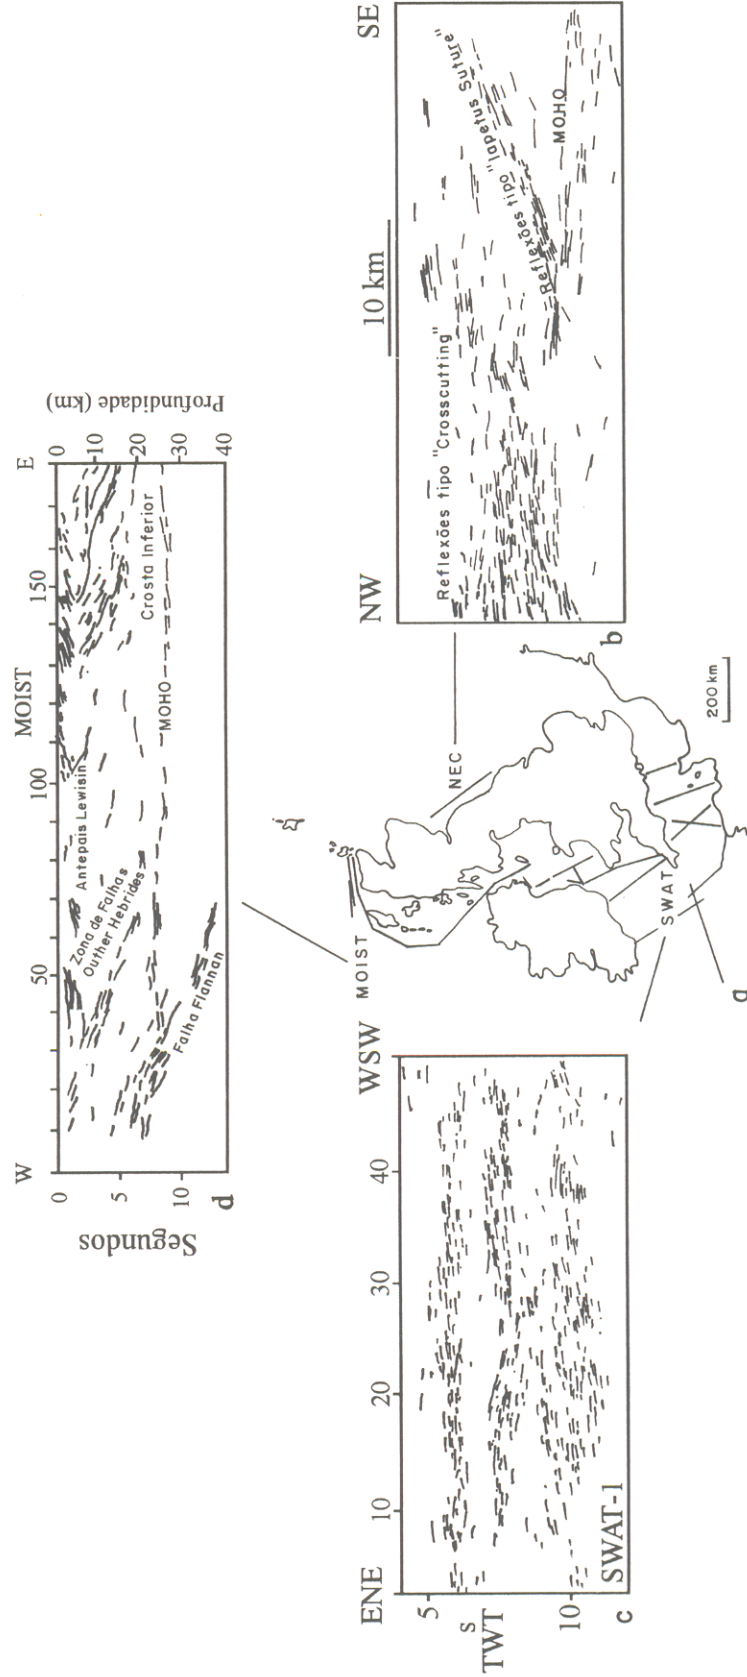 W
MOIST
E
50
100
150
Segundos
0
5
10
d
Profundidade (km)
0
10
20
30
40
Zona de Falhas
Outher Hebrides
Antepais Lewisin
Falha Flannan
MOHO
Crosta Inferior
NW
10 km
SE
Reflexões tipo "Crosscutting"
Reflexões tipo "Iapetus Suture"
MOHO
b
MOIST
NEC
SWAT
a
200 km
ENE
WSW
10
20
30
40
5
10
S
TWT
c
SWAT-1